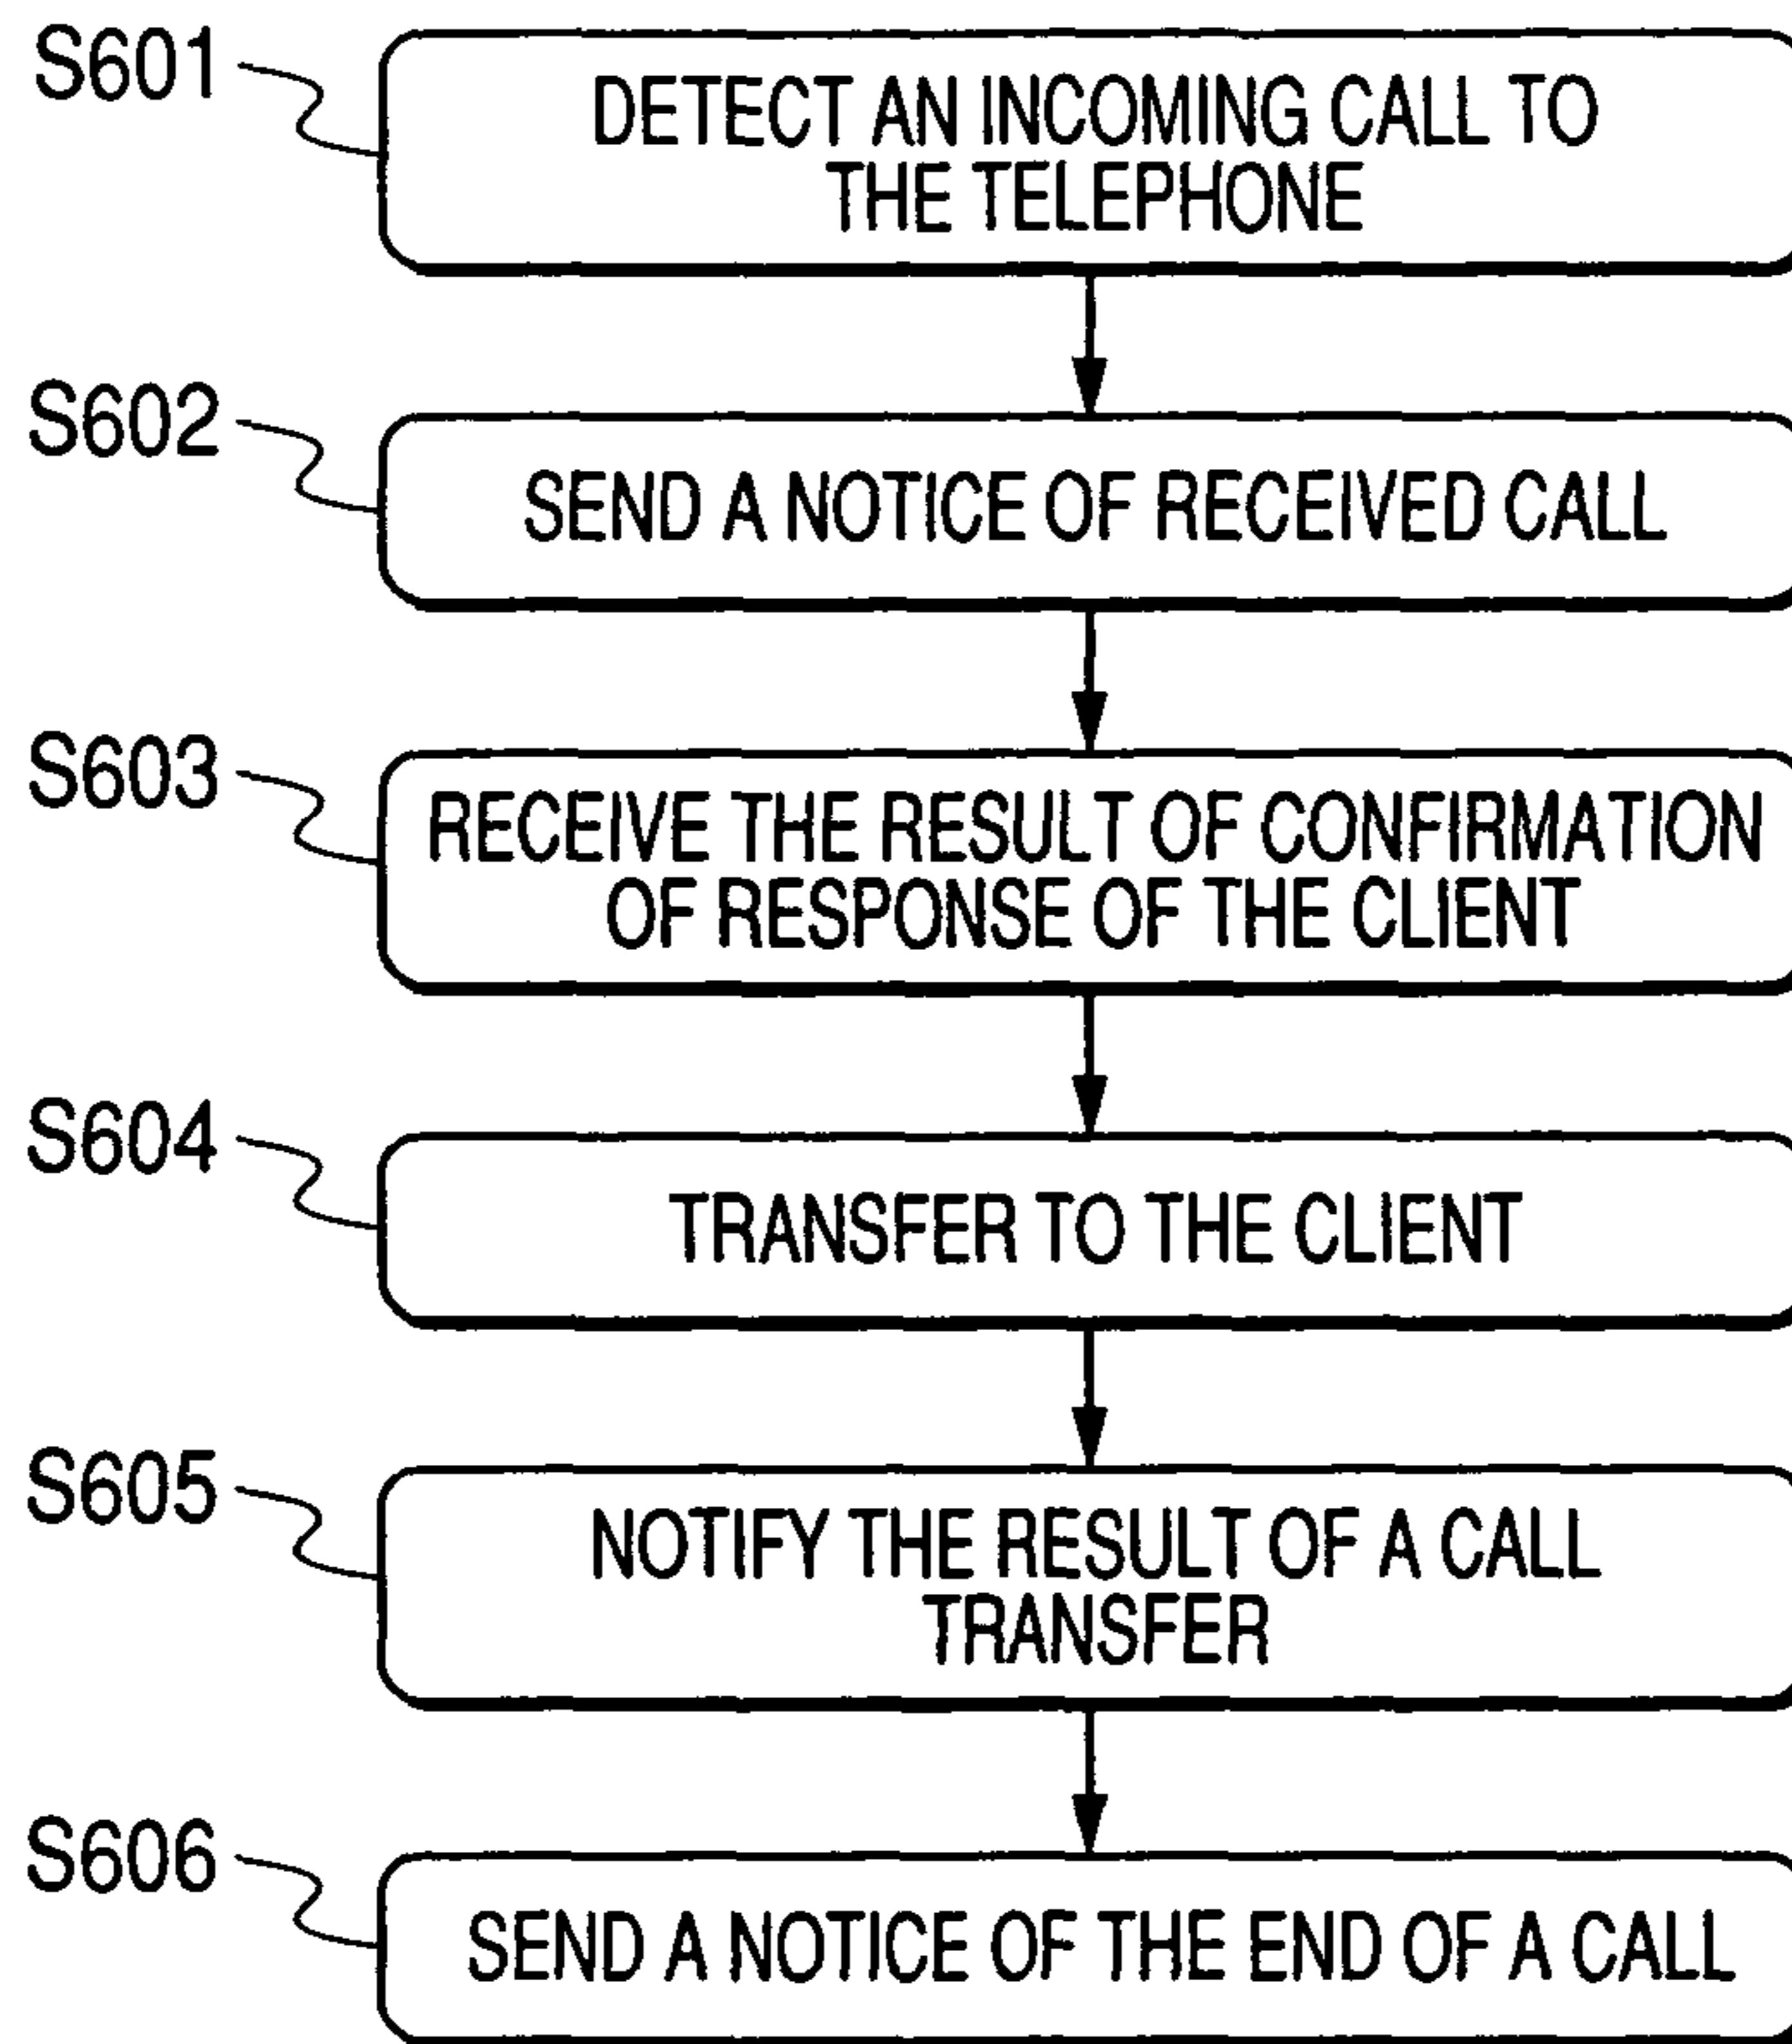 S601
DETECT AN INCOMING CALL TO
THE TELEPHONE
S602
SEND A NOTICE OF RECEIVED CALL
S603
RECEIVE THE RESULT OF CONFIRMATION
OF RESPONSE OF THE CLIENT
S604
TRANSFER TO THE CLIENT
S605
NOTIFY THE RESULT OF A CALL
TRANSFER
S606
SEND A NOTICE OF THE END OF A CALL